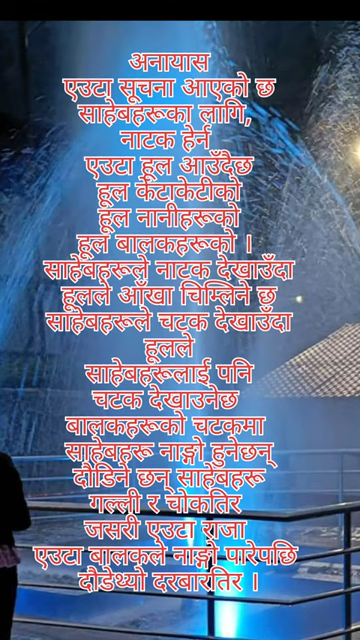 अनायास
एउटा सूचना आएको छ
साहेबहरूका लागि,
नाटक हेर्न
एउटा हूल आउँदैछ
हूल केटाकेटीको
हूल नानीहरूको
हूल बालकहरूको ।
साहेबहरूले नाटक देखाउँदा
हूलले आँखा चिम्लिने छ
साहेबहरूले चटक देखाउँदा
हूलले
साहेबहरूलाई पनि
चटक देखाउनेछ
बालकहरूको चटकमा
साहेबहरू नाङ्गो हुनेछन्
दौडिने छन् साहेबहरू
गल्ली र चोकतिर
जसरी एउटा राजा
एउटा बालकले नाङ्गो पारेपछि
दौडेथ्यो दरबारतिर ।